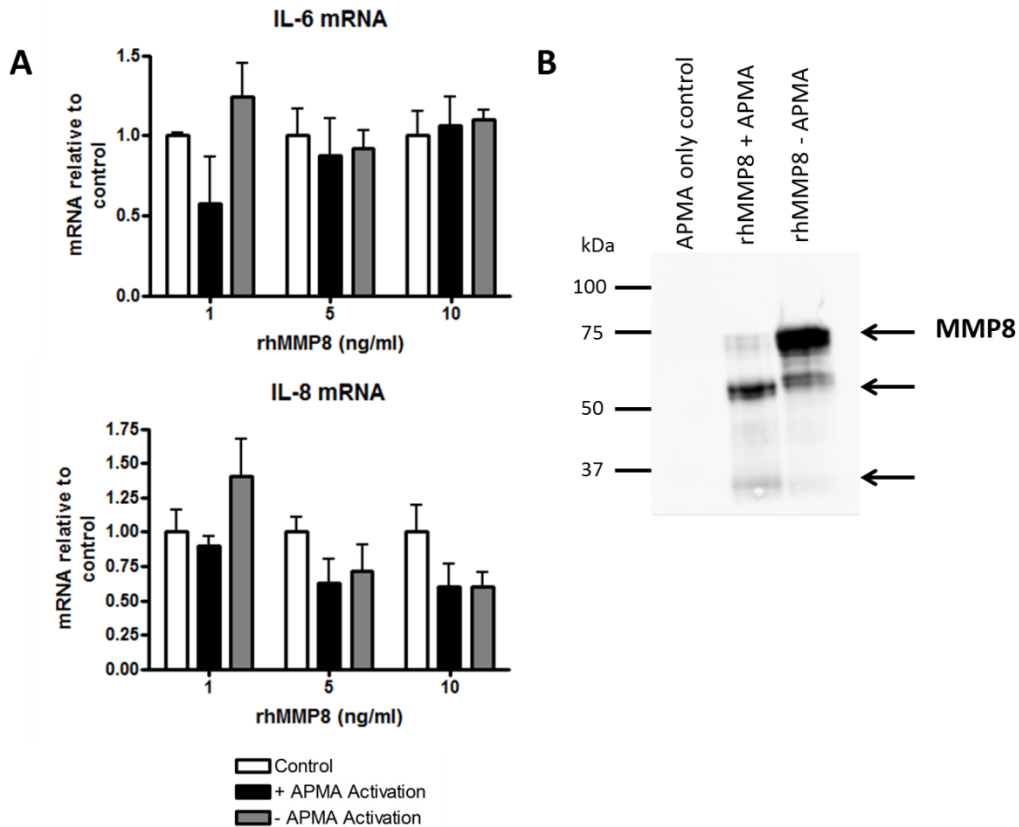 A
IL-6 mRNA
mRNA relative to
control
1.5
1.0
0.5
0.0
1
5
10
rhMMP8 (ng/ml)
IL-8 mRNA
mRNA relative to
control
1.75
1.50
1.25
1.00
0.75
0.50
0.25
0.00
1
5
10
rhMMP8 (ng/ml)
Control
+ APMA Activation
- APMA Activation
B
APMA only control
rhMMP8 + APMA
rhMMP8 - APMA
kDa
100
75
50
37
MMP8